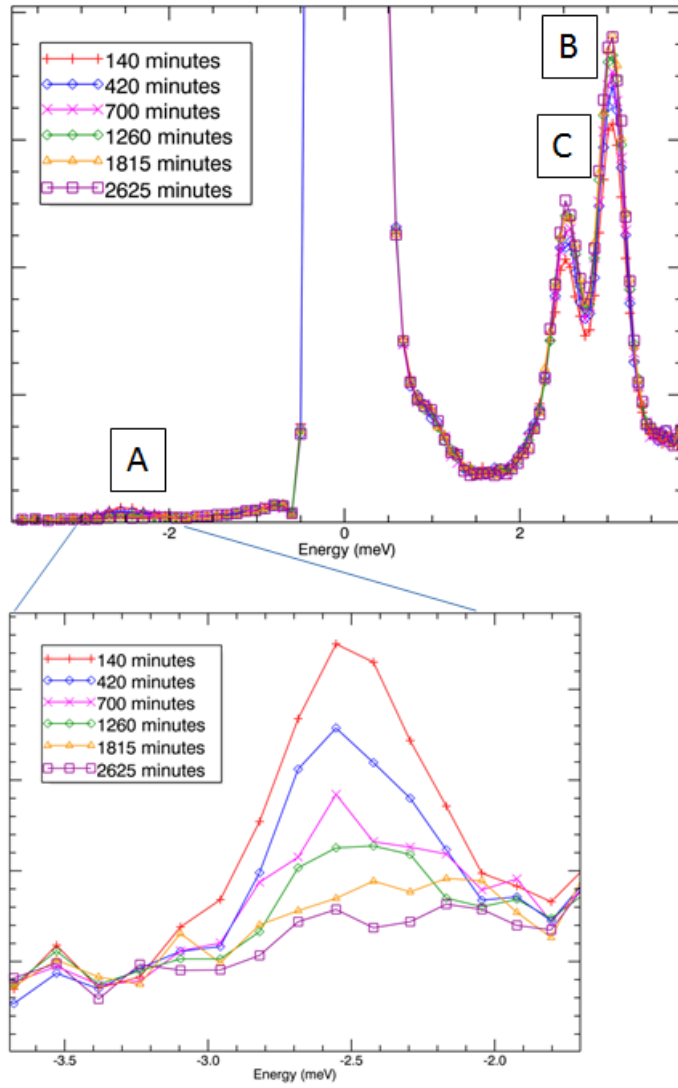 140 minutes
420 minutes
700 minutes
1260 minutes
1815 minutes
2625 minutes
B
C
A
-2
0
2
Energy (meV)
140 minutes
420 minutes
700 minutes
1260 minutes
1815 minutes
2625 minutes
-3.5
-3.0
-2.5
-2.0
Energy (meV)